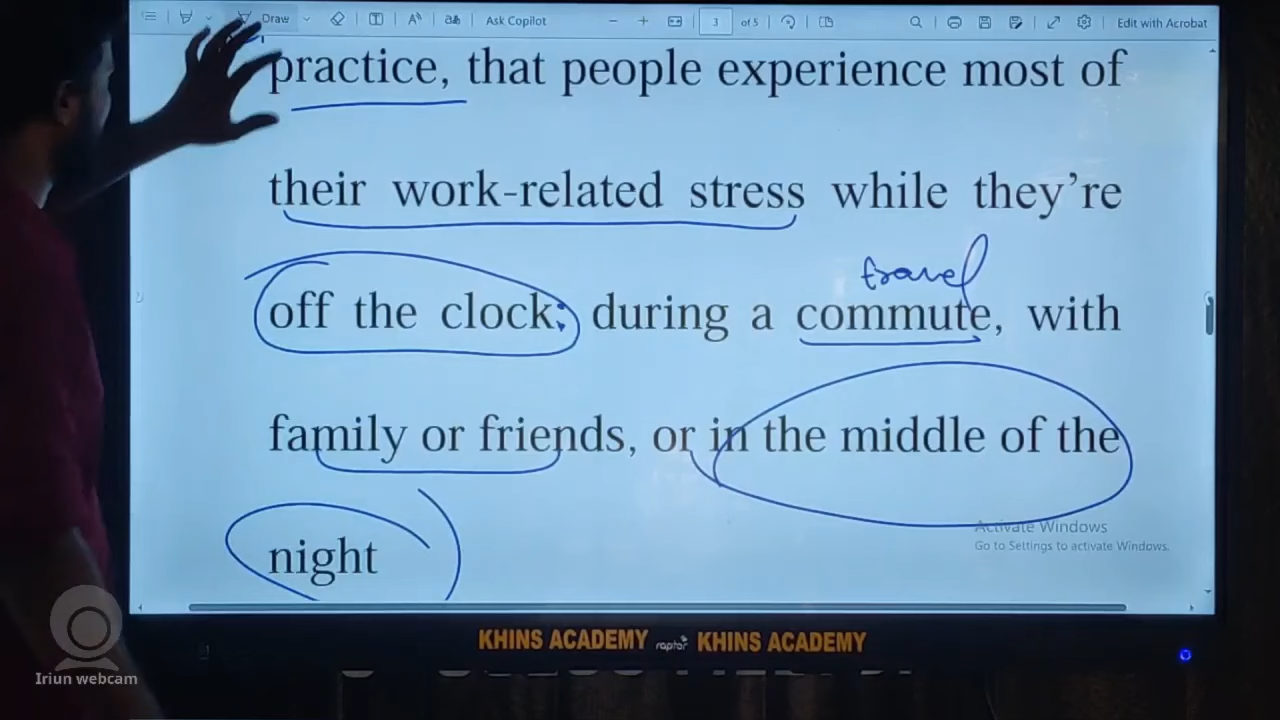 Draw
Ask Copilot
3 of 5
Edit with Acrobat
practice, that people experience most of
their work-related stress while they're
travel
off the clock; during a commute, with
family or friends, or in the middle of the
night
Activate Windows
Go to Settings to activate Windows.
KHINS ACADEMY raptor KHINS ACADEMY
Iriun webcam